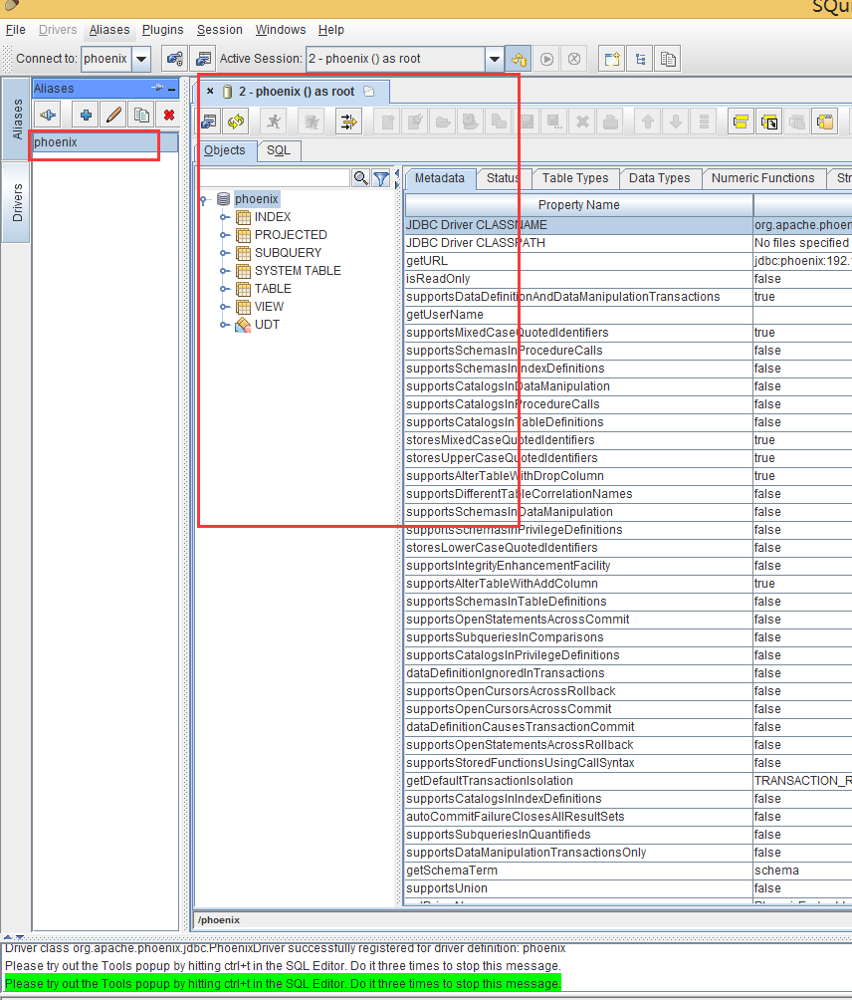 SQui
File Drivers Aliases Plugins Session Windows Help
Connect to: phoenix Active Session: 2 - phoenix () as root
Aliases
Drivers
Aliases
phoenix
2 - phoenix () as root
Objects SQL
phoenix
INDEX
PROJECTED
SUBQUERY
SYSTEM TABLE
TABLE
VIEW
UDT
Metadata Status Table Types Data Types Numeric Functions Str
Property Name
JDBC Driver CLASSNAME org.apache.phoen
JDBC Driver CLASSPATH No files specified
getURL jdbc:phoenix:192.
isReadOnly false
supportsDataDefinitionAndDataManipulationTransactions true
getUserName
supportsMixedCaseQuotedIdentifiers true
supportsSchemasInProcedureCalls false
supportsSchemasInIndexDefinitions false
supportsCatalogsInDataManipulation false
supportsCatalogsInProcedureCalls false
supportsCatalogsInTableDefinitions false
storesMixedCaseQuotedIdentifiers true
storesUpperCaseQuotedIdentifiers true
supportsAlterTableWithDropColumn true
supportsDifferentTableCorrelationNames false
supportsSchemasInDataManipulation false
supportsSchemasInPrivilegeDefinitions false
storesLowerCaseQuotedIdentifiers false
supportsIntegrityEnhancementFacility false
supportsAlterTableWithAddColumn true
supportsSchemasInTableDefinitions false
supportsOpenStatementsAcrossCommit false
supportsSubqueriesInComparisons false
supportsCatalogsInPrivilegeDefinitions false
dataDefinitionIgnoredInTransactions false
supportsOpenCursorsAcrossRollback false
supportsOpenCursorsAcrossCommit false
dataDefinitionCausesTransactionCommit false
supportsOpenStatementsAcrossRollback false
supportsStoredFunctionsUsingCallSyntax false
getDefaultTransactionIsolation TRANSACTION_R
supportsCatalogsInIndexDefinitions false
autoCommitFailureClosesAllResultSets false
supportsSubqueriesInQuantifieds false
supportsDataManipulationTransactionsOnly false
getSchemaTerm schema
supportsUnion false
/phoenix
Driver class org.apache.phoenix.jdbc.PhoenixDriver successfully registered for driver definition: phoenix
Please try out the Tools popup by hitting ctrl+t in the SQL Editor. Do it three times to stop this message.
Please try out the Tools popup by hitting ctrl+t in the SQL Editor. Do it three times to stop this message.